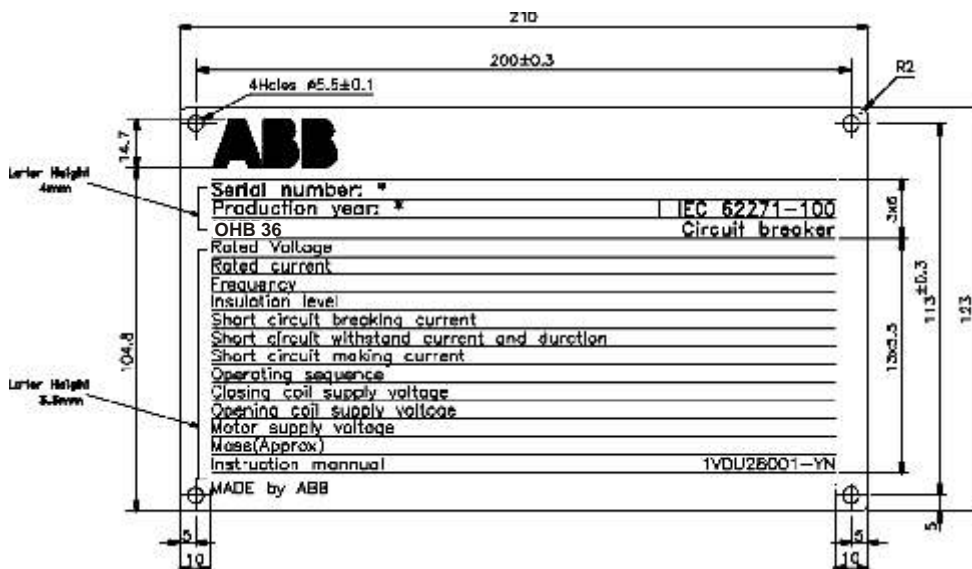 210
200±0.3
R2
4Holes ø5.5±0.1
14.7
ABB
Letter Height
4mm
Serial number: *
Production year: *
IEC 62271-100
3x6
OHB 36
Circuit breaker
Rated Voltage
Rated current
Frequency
Insulation level
113±0.3
123
Short circuit breaking current
Short circuit withstand current and duration
104.8
Short circuit making current
13x5.5
Operating sequence
Letter Height
3.5mm
Closing coil supply voltage
Opening coil supply voltage
Motor supply voltage
Mass(Approx)
Instruction mannual
1VDU28001-YN
MADE by ABB
5
10
5
10
5